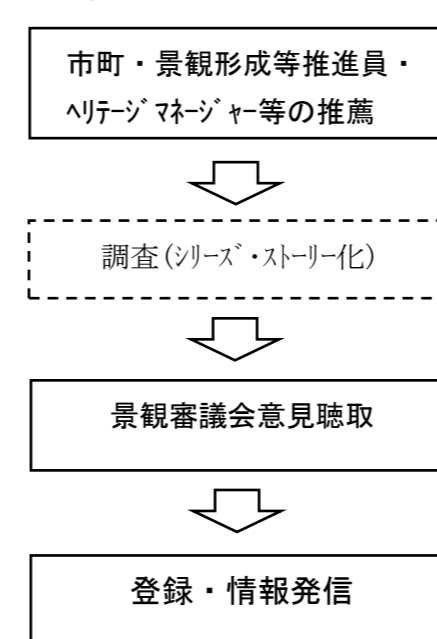 市町・景観形成等推進員・
ﾍﾘﾃｰｼﾞﾏﾈｰｼﾞｬｰ等の推薦
調査(ｼﾘｰｽﾞ・ｽﾄｰﾘｰ化)
景観審議会意見聴取
登録・情報発信